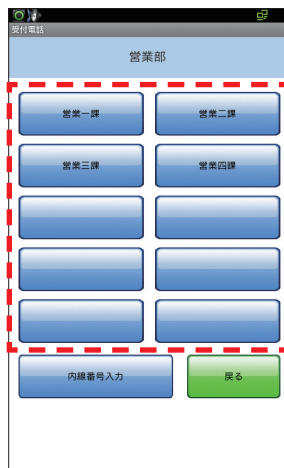 受付電話
営業部
営業一課
営業二課
営業三課
営業四課
内線番号入力
戻る